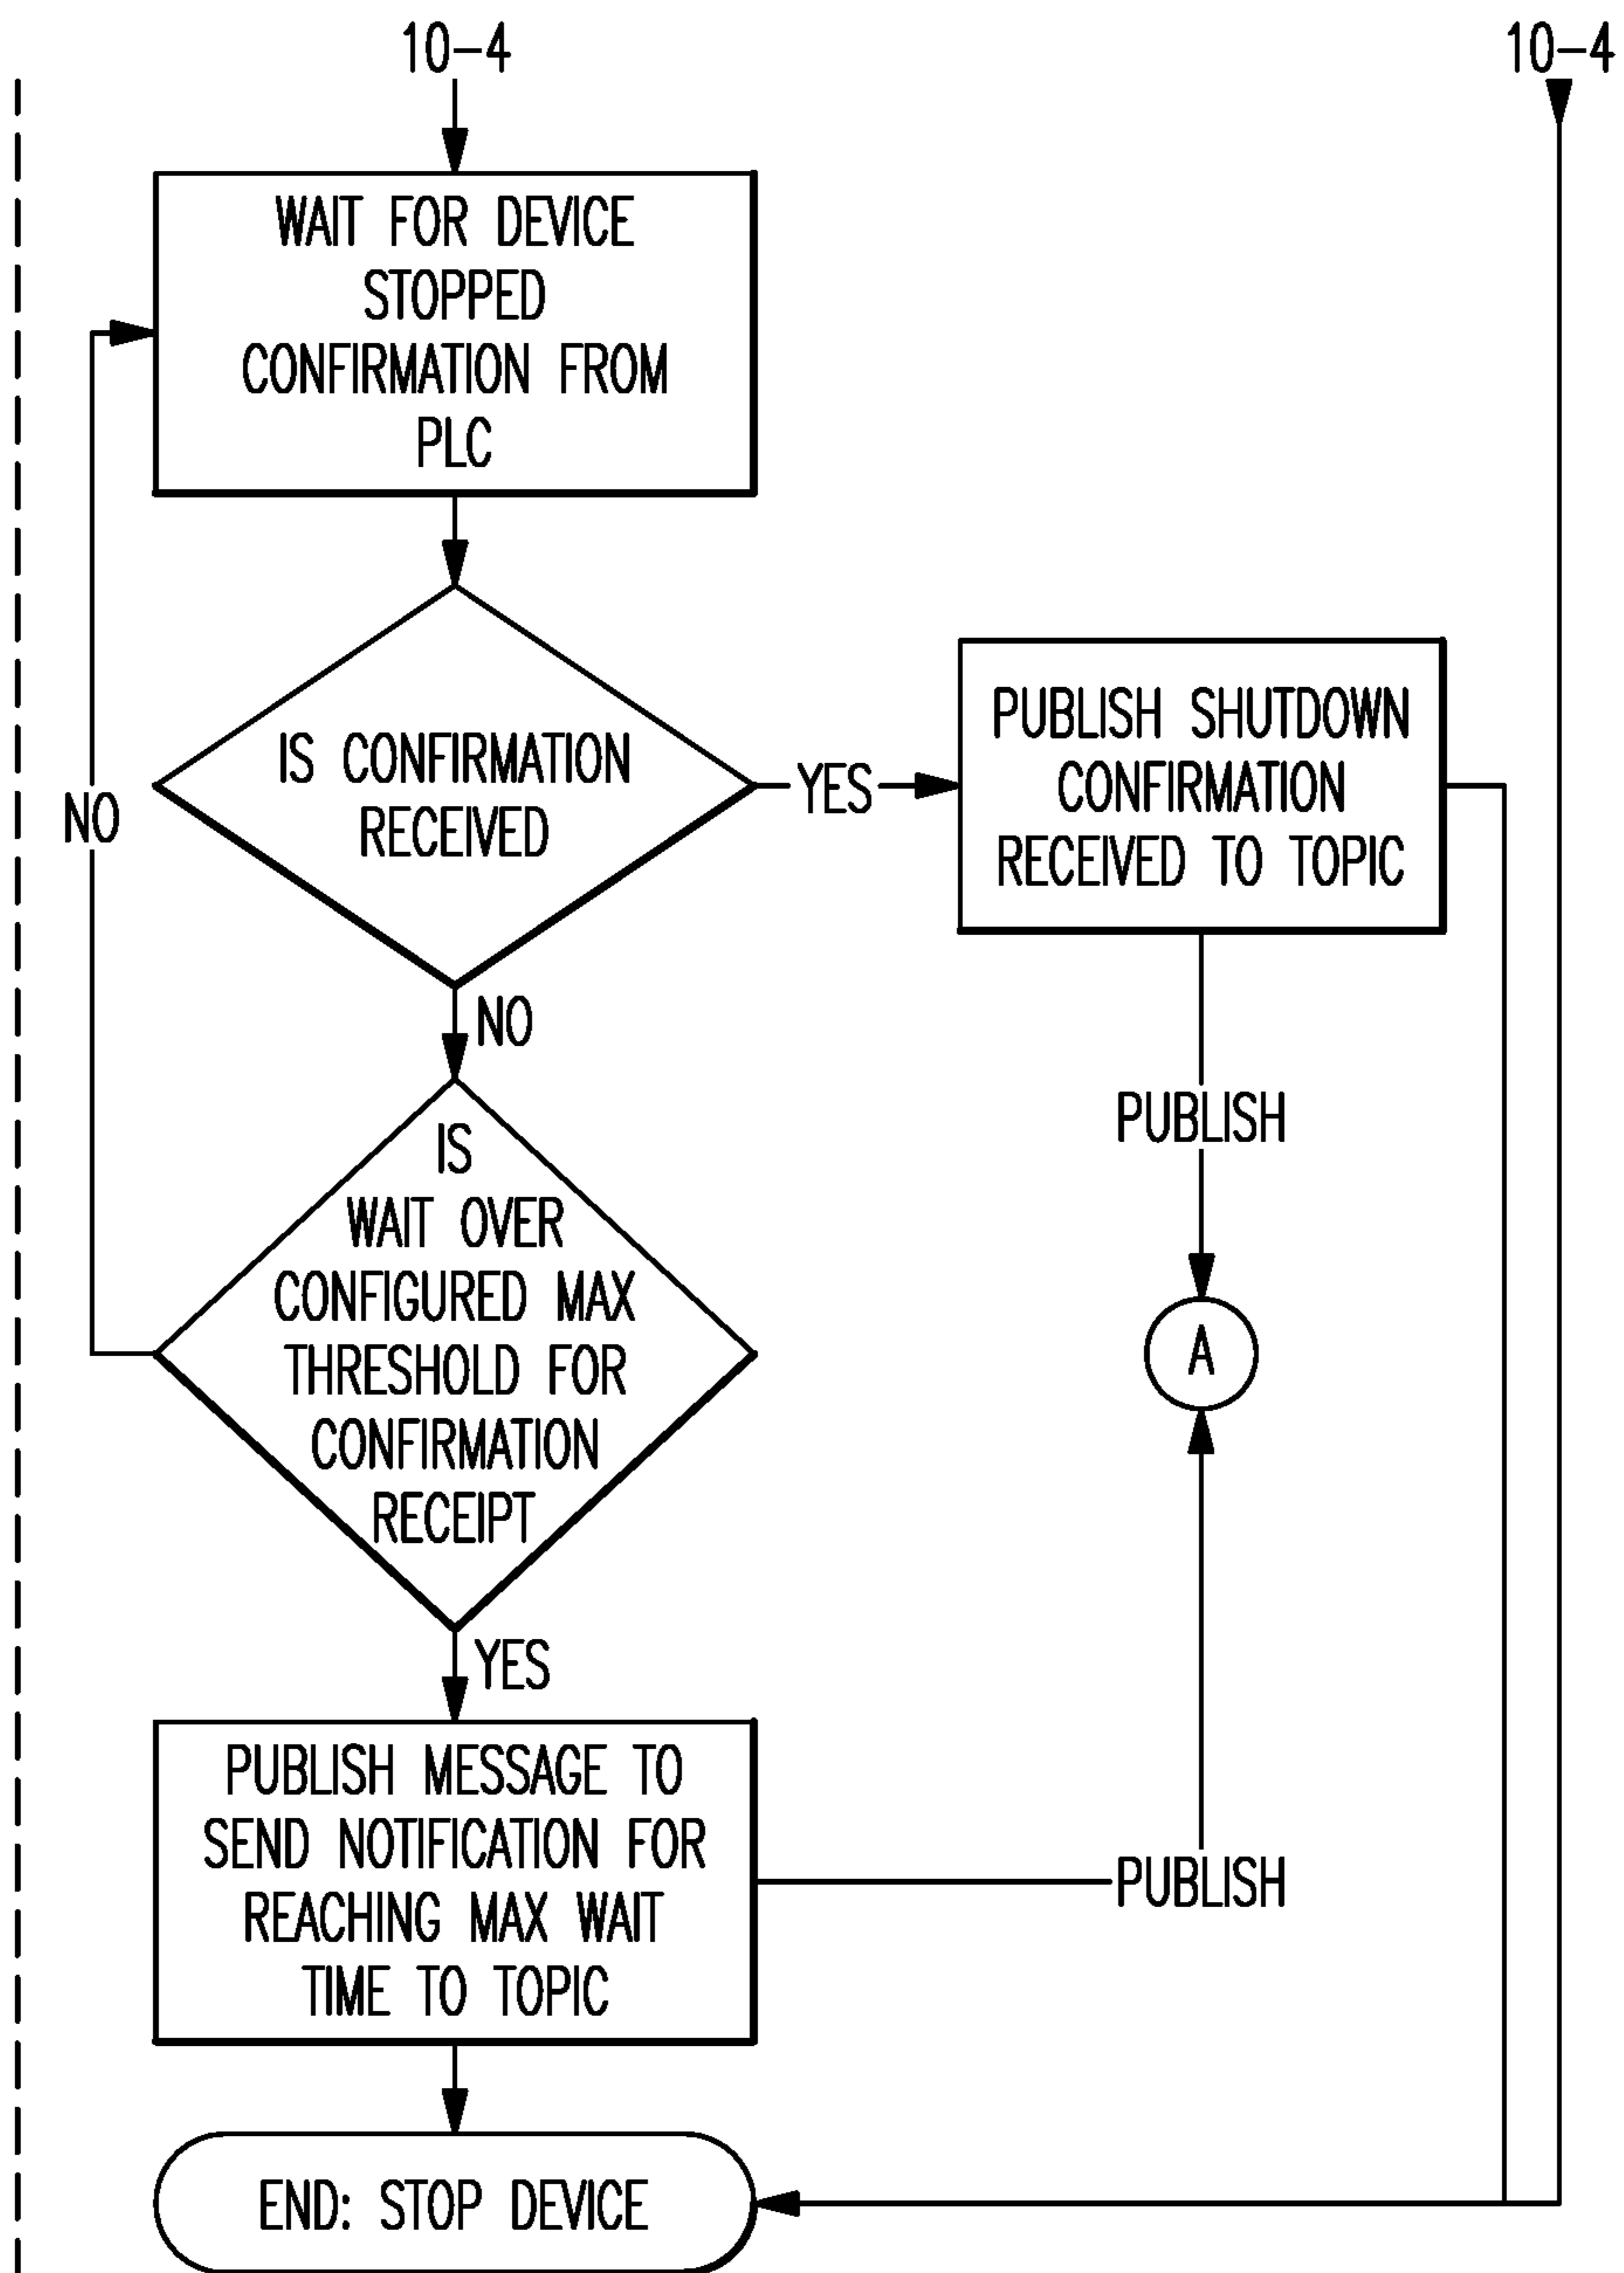 10-4
10-4
WAIT FOR DEVICE
STOPPED
CONFIRMATION FROM
PLC
IS CONFIRMATION
RECEIVED
YES
PUBLISH SHUTDOWN
CONFIRMATION
RECEIVED TO TOPIC
NO
NO
PUBLISH
IS
WAIT OVER
CONFIGURED MAX
THRESHOLD FOR
CONFIRMATION
RECEIPT
A
YES
PUBLISH MESSAGE TO
SEND NOTIFICATION FOR
REACHING MAX WAIT
TIME TO TOPIC
PUBLISH
END: STOP DEVICE